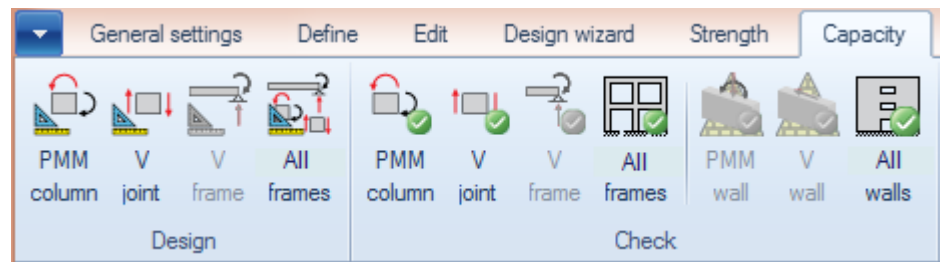 General settings Define Edit Design wizard Strength Capacity
PMM V V All PMM V V All PMM V All
column joint frame frames column joint frame frames wall wall walls
Design Check